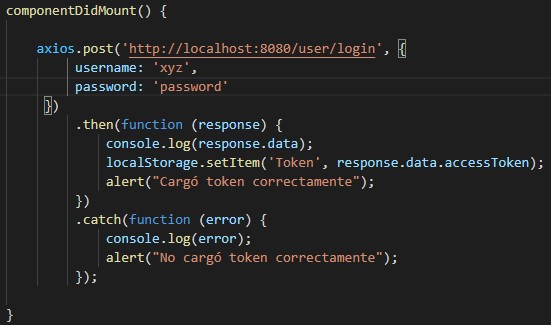 componentDidMount() {
axios.post('http://localhost:8080/user/login', {
username: 'xyz',
password: 'password'
})
.then(function (response) {
console.log(response.data);
localStorage.setItem('Token', response.data.accessToken);
alert("Cargó token correctamente");
})
.catch(function (error) {
console.log(error);
alert("No cargó token correctamente");
});
}